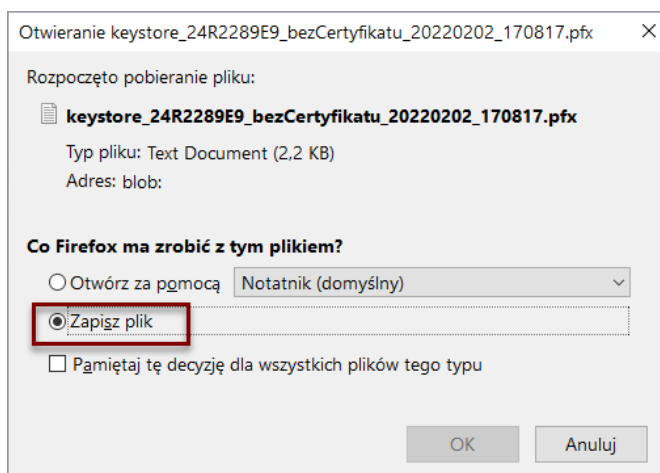 Otwieranie keystore_24R2289E9_bezCertyfikatu_20220202_170817.pfx
Rozpoczęto pobieranie pliku:
keystore_24R2289E9_bezCertyfikatu_20220202_170817.pfx
Typ pliku: Text Document (2,2 KB)
Adres: blob:
Co Firefox ma zrobić z tym plikiem?
Otwórz za pomocą Notatnik (domyślny)
Zapisz plik
Pamiętaj tę decyzję dla wszystkich plików tego typu
OK Anuluj